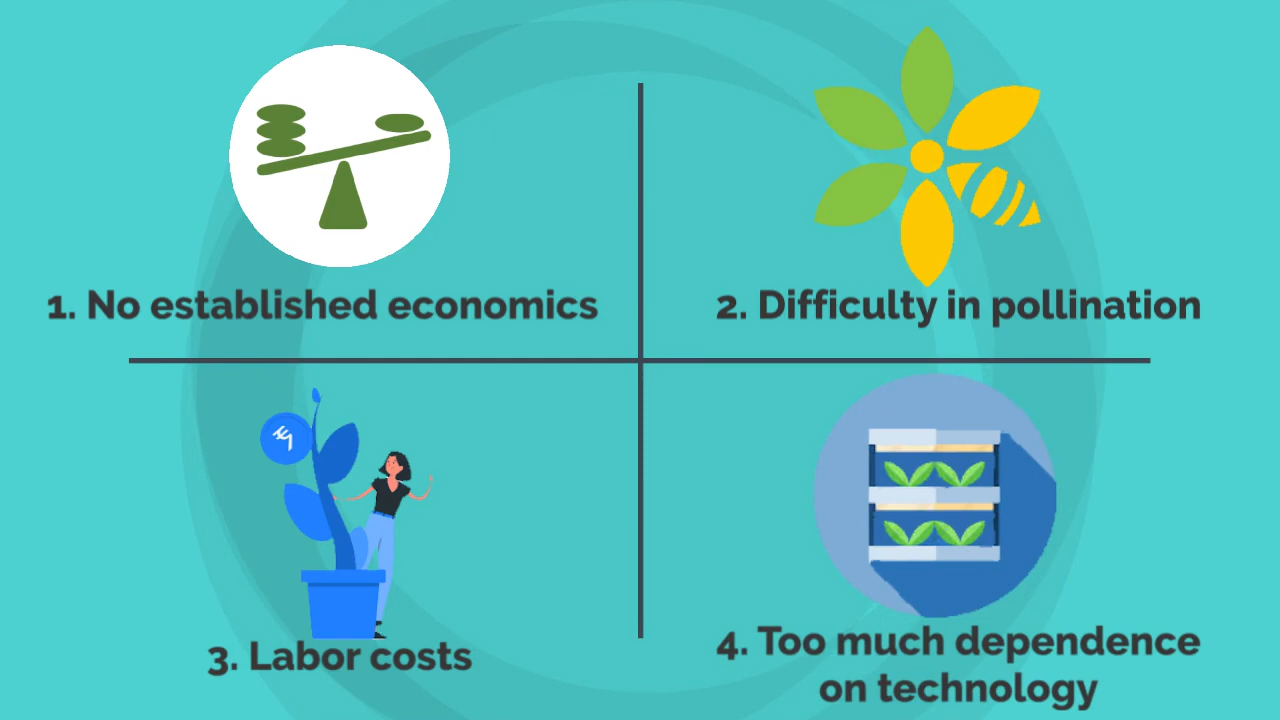 1. No established economics
2. Difficulty in pollination
3. Labor costs
4. Too much dependence
on technology